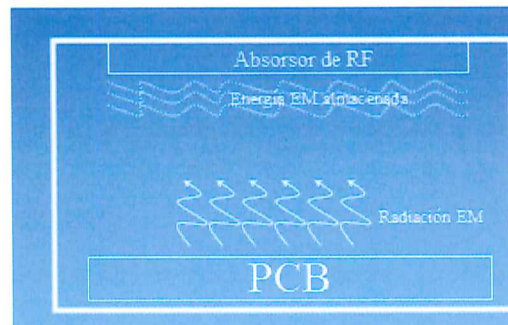 Absorsor de RF
Energía EM almacenada
Radiación EM
PCB